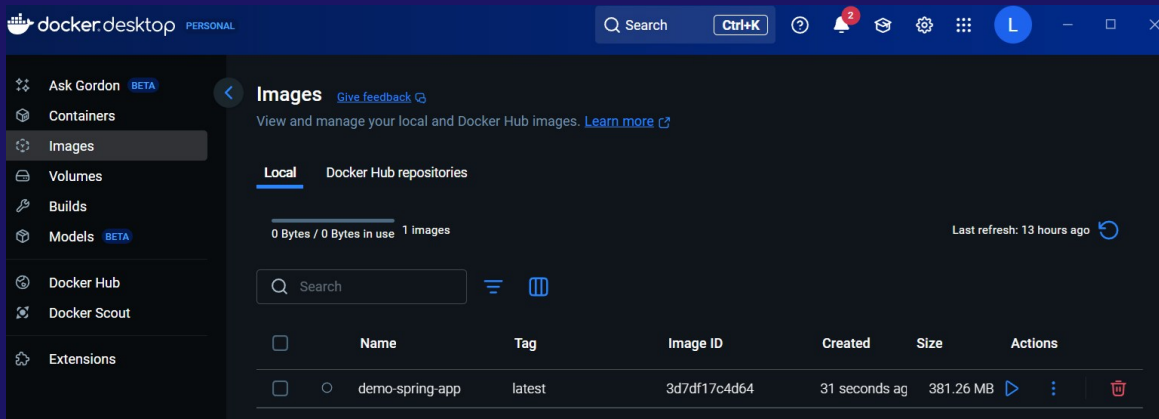 docker.desktop PERSONAL
Search Ctrl+K
2
L
Ask Gordon BETA
Containers
Images
Volumes
Builds
Models BETA
Docker Hub
Docker Scout
Extensions
Images Give feedback
View and manage your local and Docker Hub images. Learn more
Local Docker Hub repositories
0 Bytes / 0 Bytes in use 1 images
Last refresh: 13 hours ago
Search
Name Tag Image ID Created Size Actions
demo-spring-app latest 3d7df17c4d64 31 seconds ag 381.26 MB